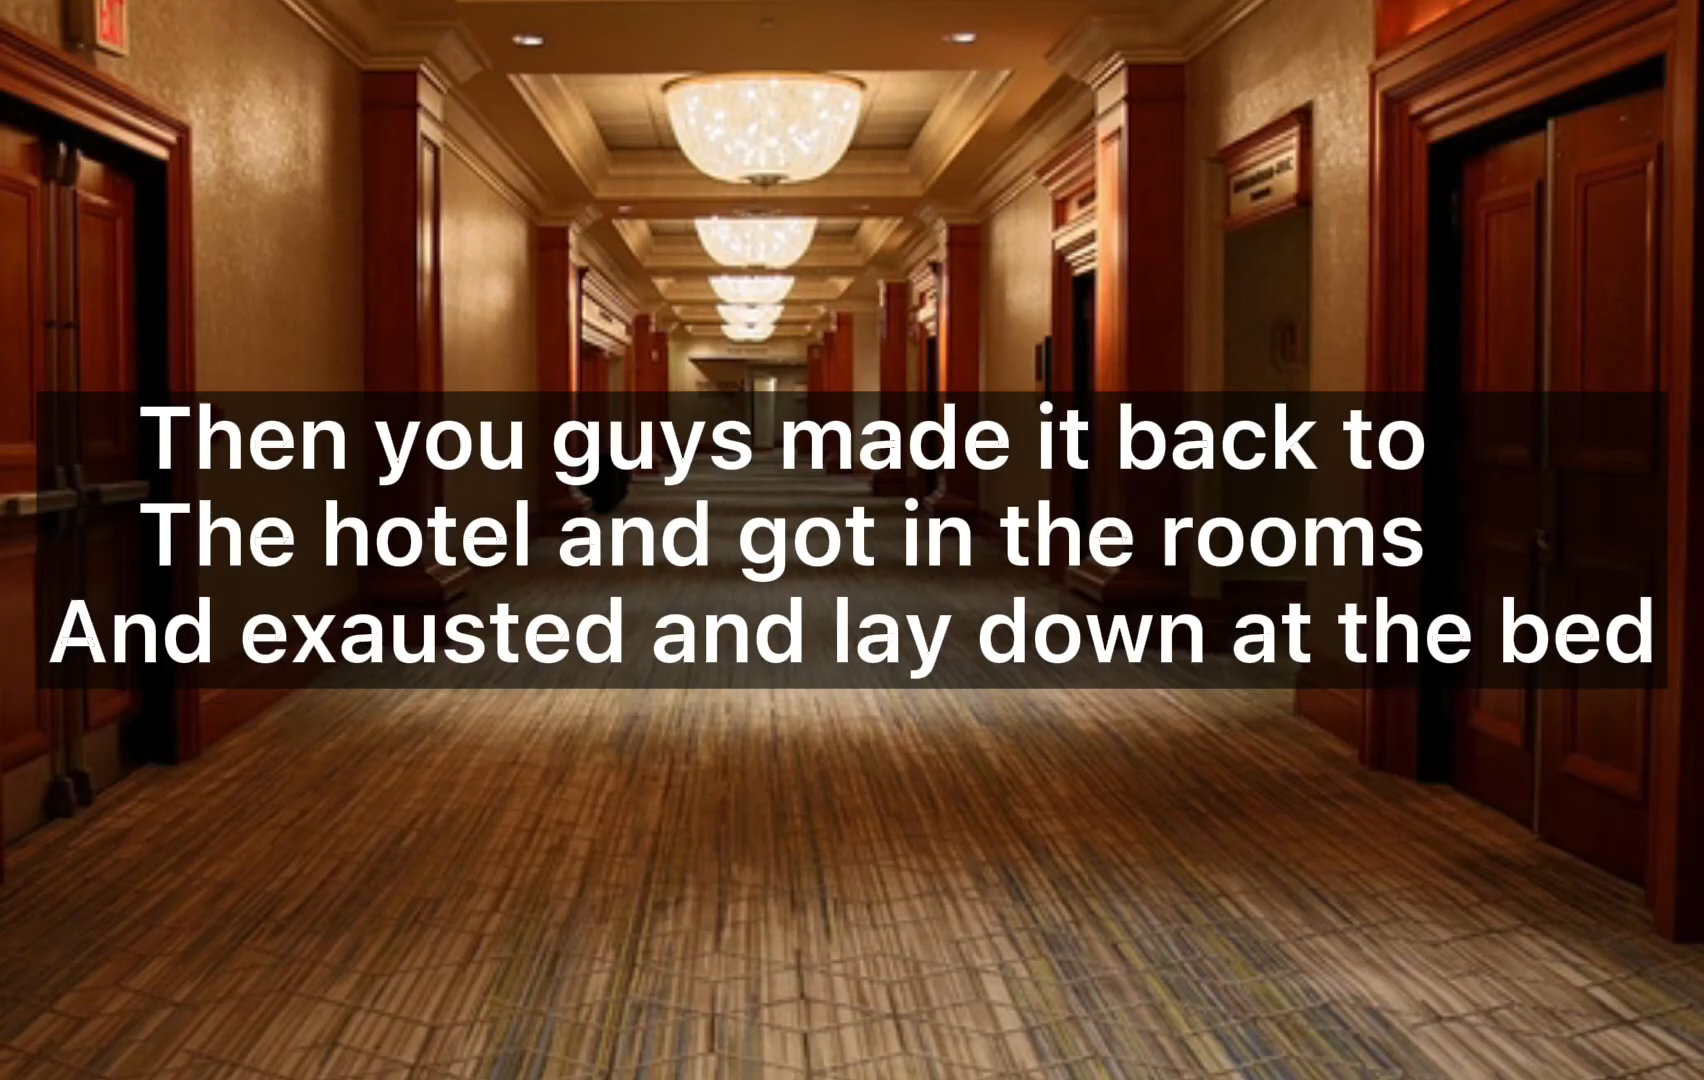 EXIT
Then you guys made it back to
The hotel and got in the rooms
And exausted and lay down at the bed